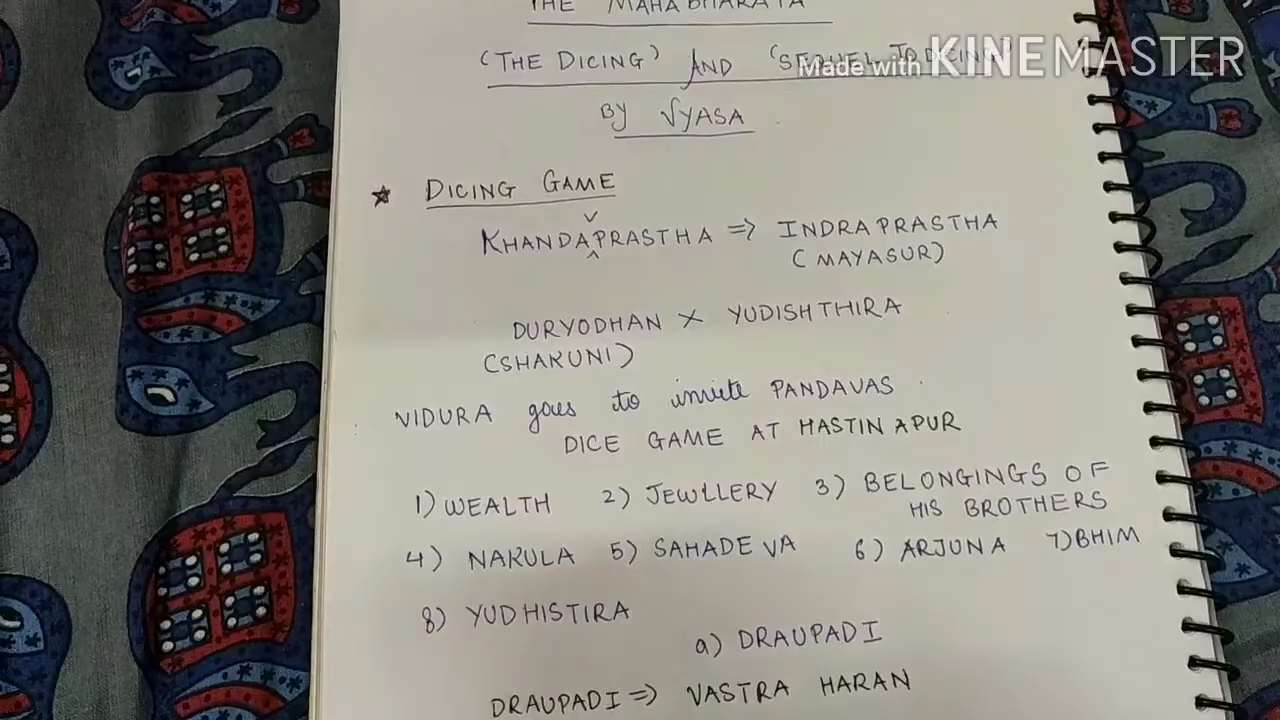 THE MAHABHARATA
(THE DICING) AND (SEQUEL TO DICING)
Made with KINEMASTER
BY VYASA
☆ DICING GAME
KHANDAPRASTHA => INDRAPRASTHA
(MAYASUR)
DURYODHAN X YUDISHTHIRA
(SHAKUNI)
VIDURA goes to invite PANDAVAS
DICE GAME AT HASTINAPUR
1) WEALTH 2) JEWLLERY 3) BELONGINGS OF
HIS BROTHERS
4) NAKULA 5) SAHADEVA 6) ARJUNA 7) BHIM
8) YUDHISTIRA
a) DRAUPADI
DRAUPADI => VASTRA HARAN